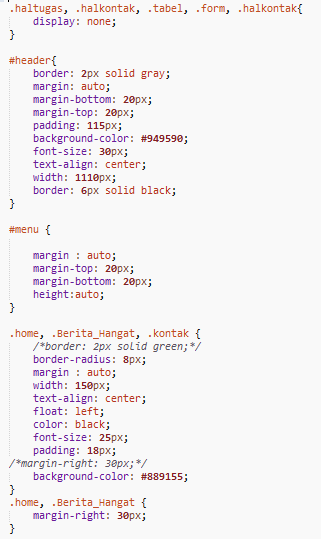 .haltugas, .halkontak, .tabel, .form, .halkontak{
    display: none;
}

#header{
    border: 2px solid gray;
    margin: auto;
    margin-bottom: 20px;
    margin-top: 20px;
    padding: 115px;
    background-color: #949590;
    font-size: 30px;
    text-align: center;
    width: 1110px;
    border: 6px solid black;
}

#menu {

    margin : auto;
    margin-top: 20px;
    margin-bottom: 20px;
    height:auto;
}

.home, .Berita_Hangat, .kontak {
    /*border: 2px solid green;*/
    border-radius: 8px;
    margin : auto;
    width: 150px;
    text-align: center;
    float: left;
    color: black;
    font-size: 25px;
    padding: 18px;
/*margin-right: 30px;*/
    background-color: #889155;
}
.home, .Berita_Hangat {
    margin-right: 30px;
}